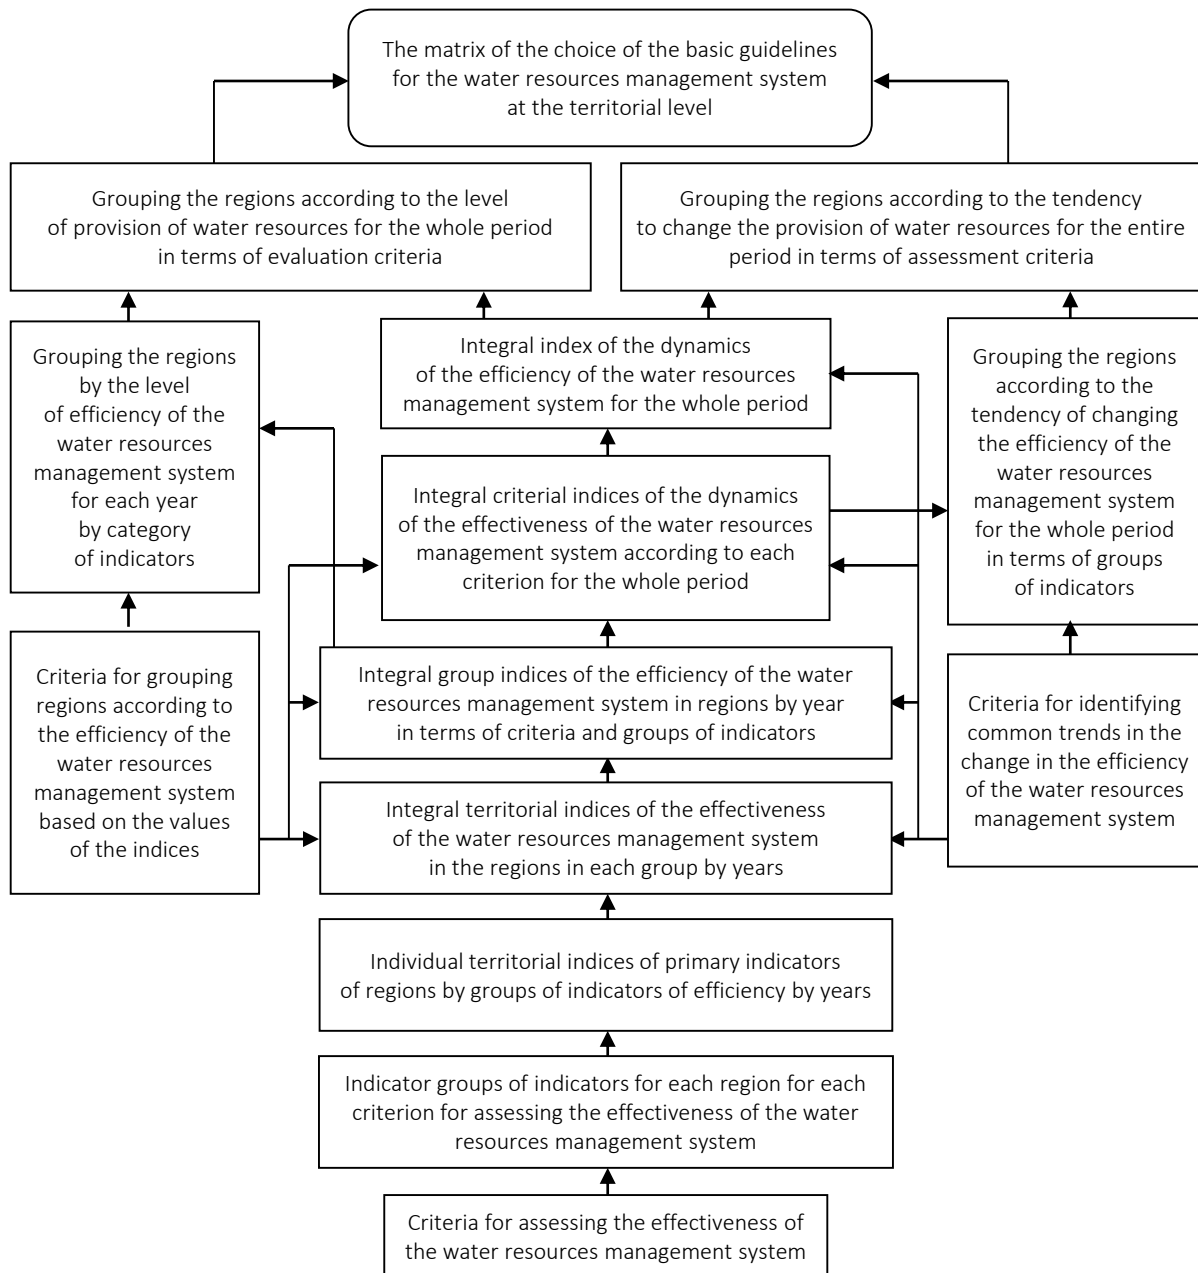 The matrix of the choice of the basic guidelines
for the water resources management system
at the territorial level
Grouping the regions according to the level
of provision of water resources for the whole period
in terms of evaluation criteria
Grouping the regions according to the tendency
to change the provision of water resources for the entire
period in terms of assessment criteria
Grouping the regions
by the level
of efficiency of the
water resources
management system
for each year
by category
of indicators
Integral index of the dynamics
of the efficiency of the water resources
management system for the whole period
Grouping the regions
according to the
tendency of changing
the efficiency of the
water resources
management system
for the whole period
in terms of groups
of indicators
Integral criterial indices of the dynamics
of the effectiveness of the water resources
management system according to each
criterion for the whole period
Criteria for grouping
regions according to
the efficiency of the
water resources
management system
based on the values
of the indices
Integral group indices of the efficiency of the water
resources management system in regions by year
in terms of criteria and groups of indicators
Criteria for identifying
common trends in the
change in the efficiency
of the water resources
management system
Integral territorial indices of the effectiveness
of the water resources management system
in the regions in each group by years
Individual territorial indices of primary indicators
of regions by groups of indicators of efficiency by years
Indicator groups of indicators for each region for each
criterion for assessing the effectiveness of the water
resources management system
Criteria for assessing the effectiveness of
the water resources management system